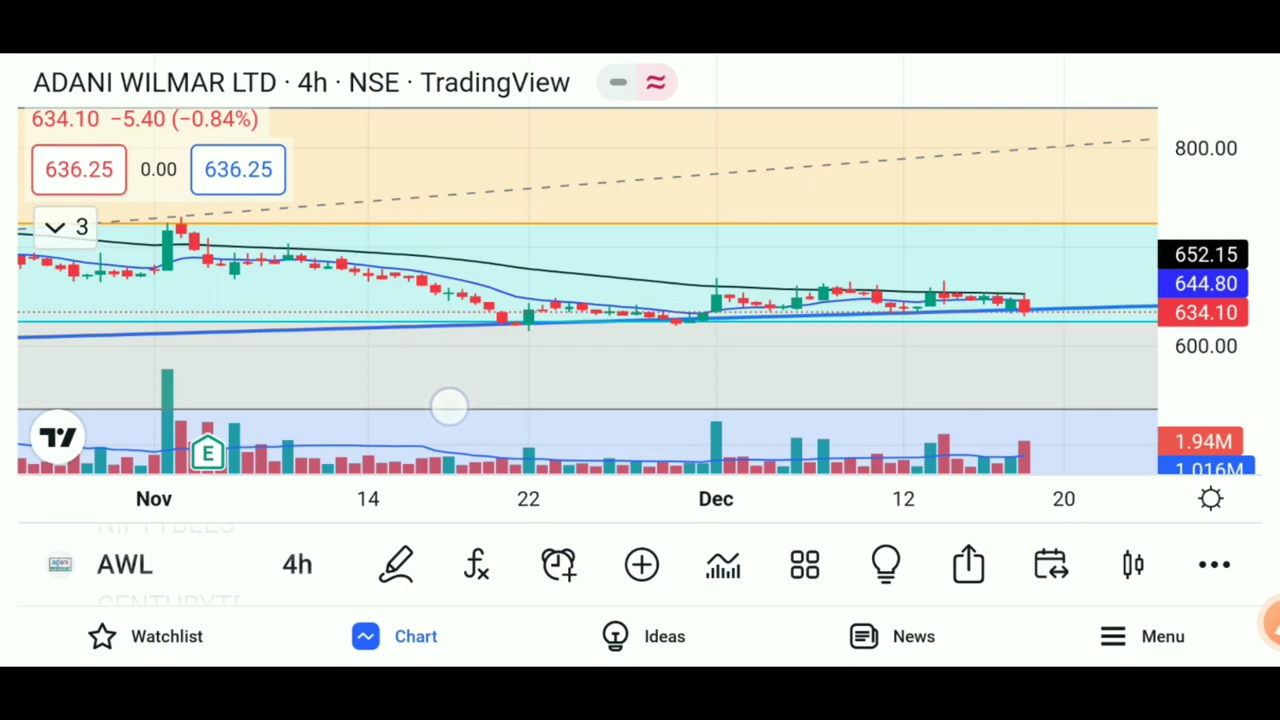 ADANI WILMAR LTD · 4h · NSE · TradingView
634.10 −5.40 (−0.84%)
636.25 0.00 636.25
3
800.00
652.15
644.80
634.10
600.00
E
1.94M
1.016M
Nov 14 22 Dec 12 20
NIFTYBEES
AWL 4h
Watchlist Chart Ideas News Menu